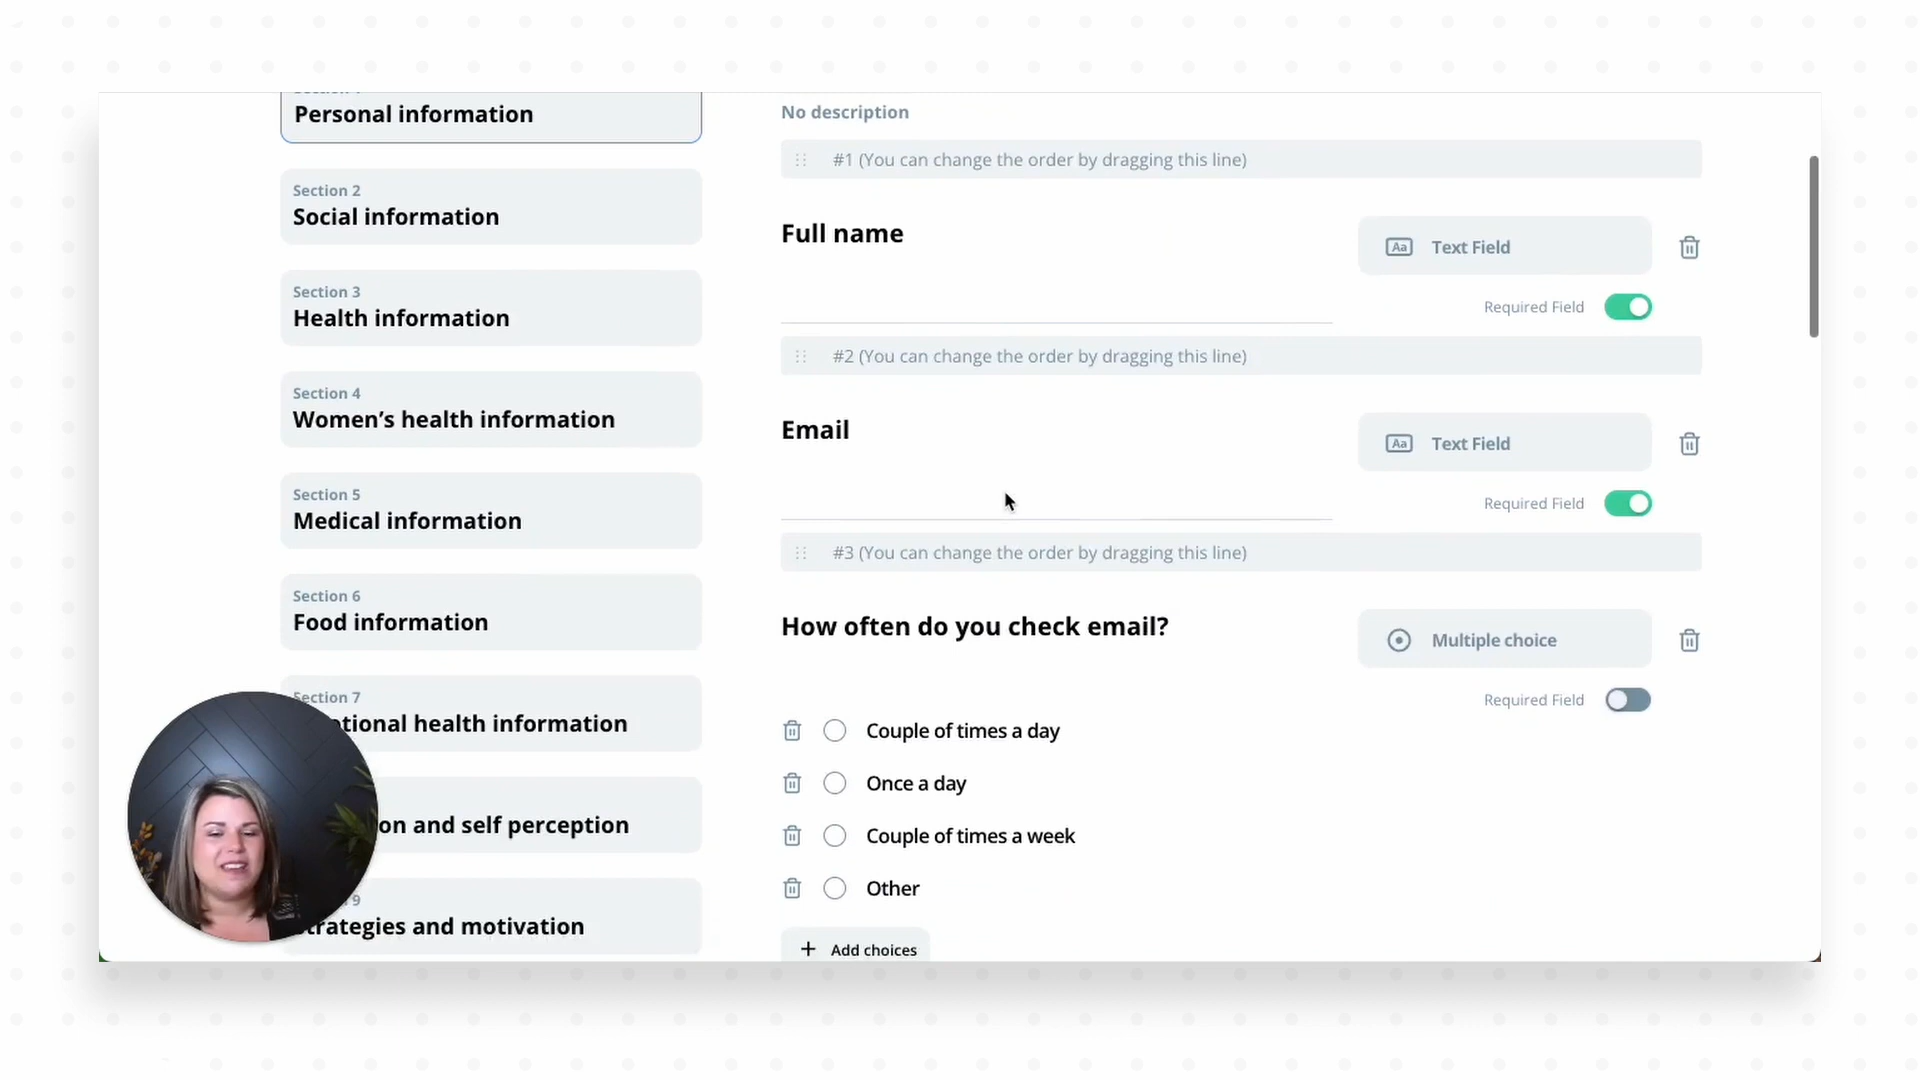 Personal information
Section 2
Social information
Section 3
Health information
Section 4
Women's health information
Section 5
Medical information
Section 6
Food information
Section 7
health information
and self perception
9
and motivation
No description
#1 (You can change the order by dragging this line)
Full name
Aa Text Field
Required Field
#2 (You can change the order by dragging this line)
Email
Aa Text Field
Required Field
#3 (You can change the order by dragging this line)
How often do you check email?
Multiple choice
Required Field
Couple of times a day
Once a day
Couple of times a week
Other
+ Add choices